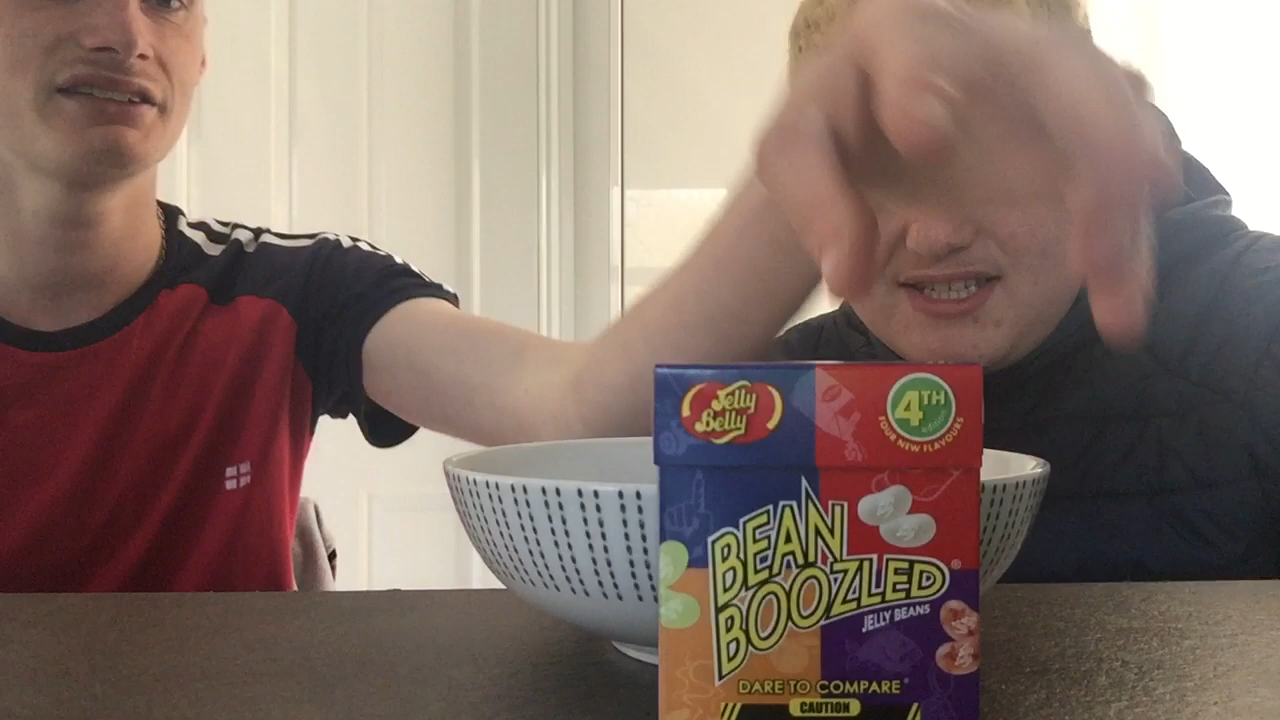 Jelly
Belly
4TH
edition
FOUR NEW FLAVOURS
BEAN
BOOZLED
®
JELLY BEANS
DARE TO COMPARE®
CAUTION